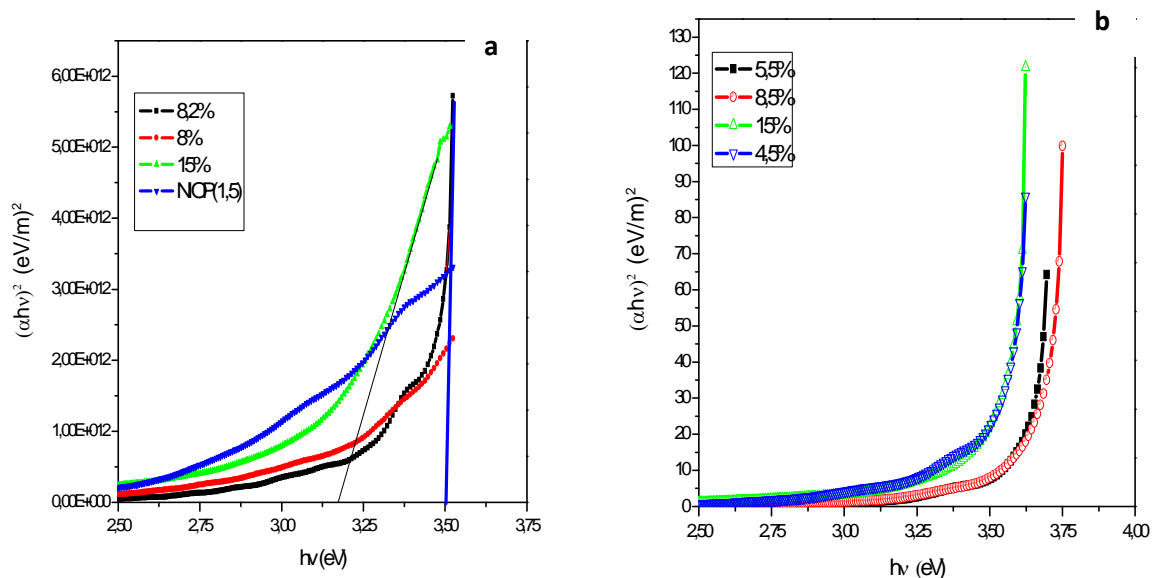 a
6,00E+012
5,00E+012
4,00E+012
3,00E+012
2,00E+012
1,00E+012
0,00E+000
(αhν)² (eV/m)²
8,2%
8%
15%
NIOP(1,5)
2,50 2,75 3,00 3,25 3,50 3,75
hν(eV)
b
130
120
110
100
90
80
70
60
50
40
30
20
10
0
(αhν)² (eV/m)²
5,5%
8,5%
15%
4,5%
2,50 2,75 3,00 3,25 3,50 3,75 4,00
hν (eV)